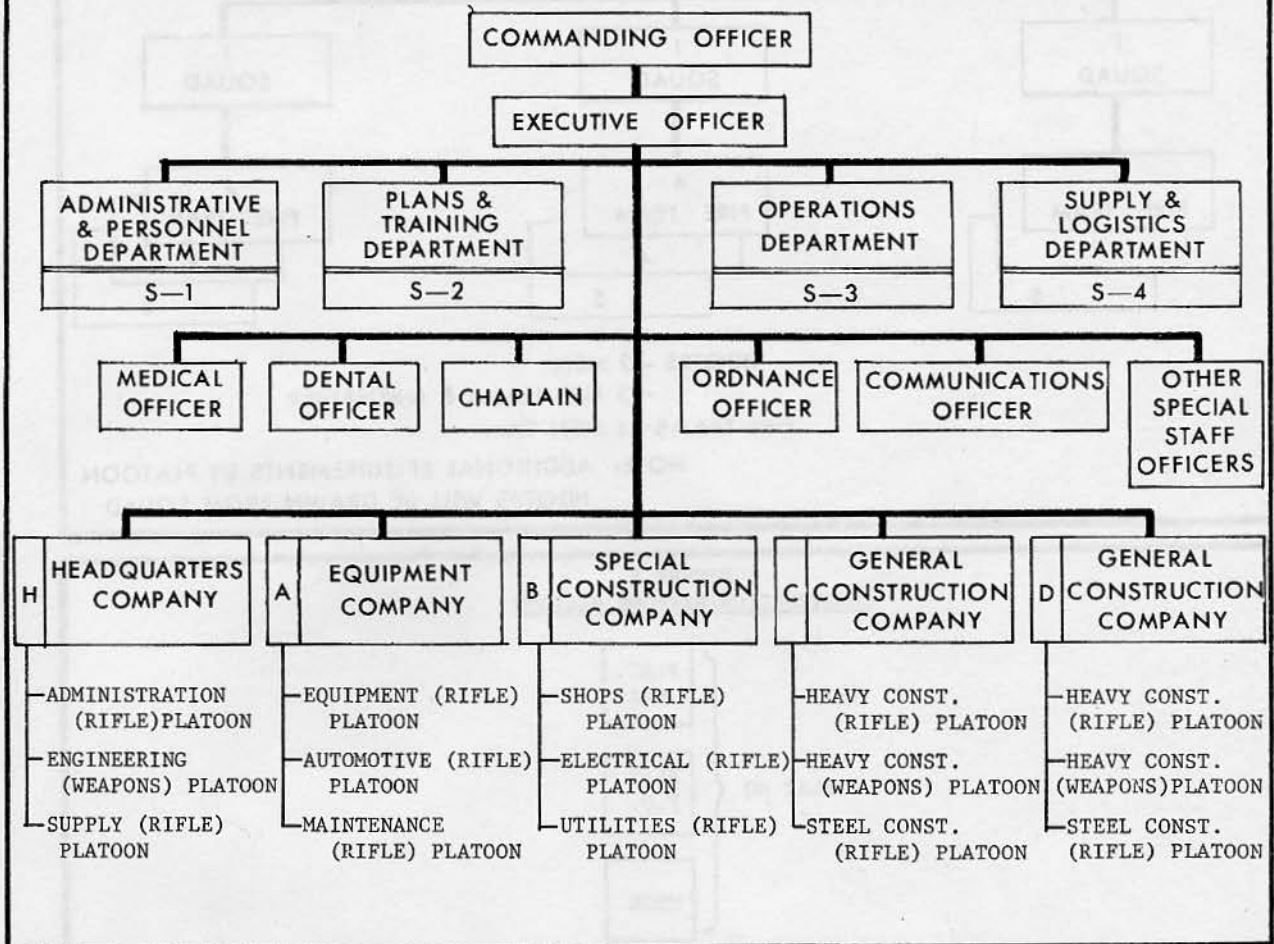 COMMANDING OFFICER
EXECUTIVE OFFICER
ADMINISTRATIVE
& PERSONNEL
DEPARTMENT
S—1
PLANS &
TRAINING
DEPARTMENT
S—2
OPERATIONS
DEPARTMENT
S—3
SUPPLY &
LOGISTICS
DEPARTMENT
S—4
MEDICAL
OFFICER
DENTAL
OFFICER
CHAPLAIN
ORDNANCE
OFFICER
COMMUNICATIONS
OFFICER
OTHER
SPECIAL
STAFF
OFFICERS
H
HEADQUARTERS
COMPANY
ADMINISTRATION
(RIFLE)PLATOON
ENGINEERING
(WEAPONS) PLATOON
SUPPLY (RIFLE)
PLATOON
A
EQUIPMENT
COMPANY
EQUIPMENT (RIFLE)
PLATOON
AUTOMOTIVE (RIFLE)
PLATOON
MAINTENANCE
(RIFLE) PLATOON
B
SPECIAL
CONSTRUCTION
COMPANY
SHOPS (RIFLE)
PLATOON
ELECTRICAL (RIFLE)
PLATOON
UTILITIES (RIFLE)
PLATOON
C
GENERAL
CONSTRUCTION
COMPANY
HEAVY CONST.
(RIFLE) PLATOON
HEAVY CONST.
(WEAPONS) PLATOON
STEEL CONST.
(RIFLE) PLATOON
D
GENERAL
CONSTRUCTION
COMPANY
HEAVY CONST.
(RIFLE) PLATOON
HEAVY CONST.
(WEAPONS)PLATOON
STEEL CONST.
(RIFLE) PLATOON